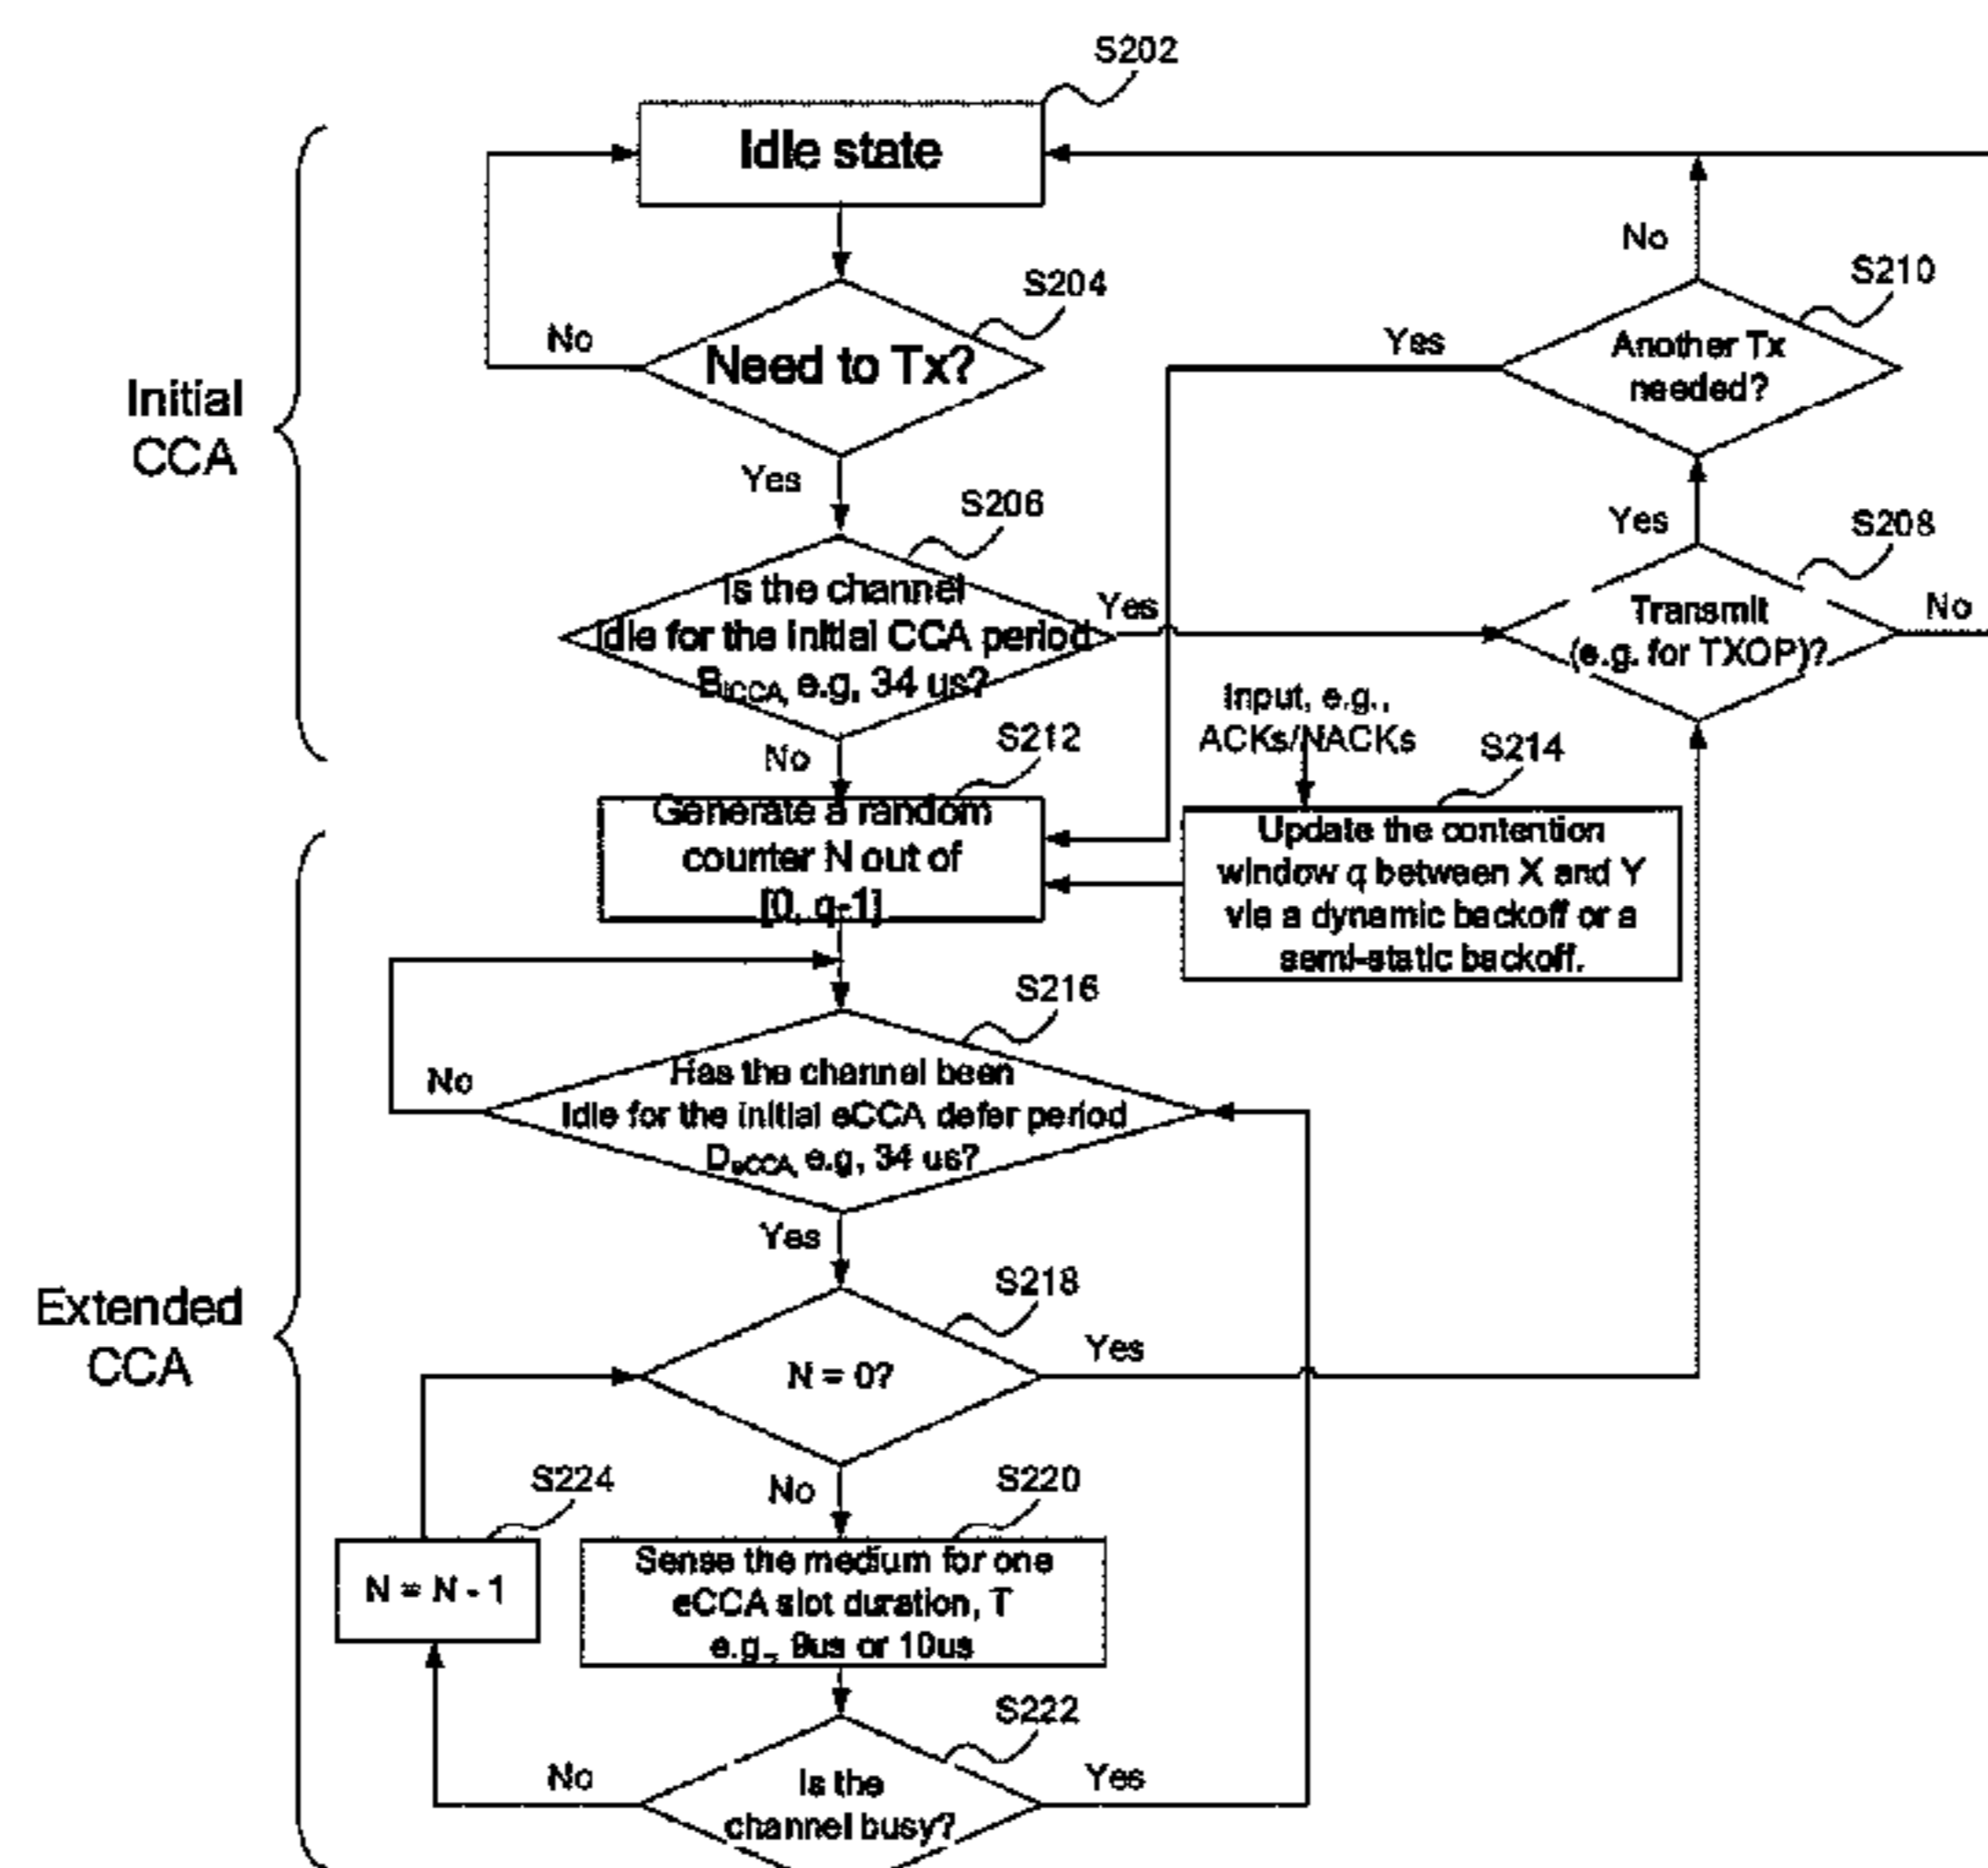 S202
Idle state
S204
Need to Tx?
No
Yes
Initial
CCA
S206
Is the channel
Idle for the initial CCA period
BiCCA, e.g, 34 us?
Yes
No
S210
Another Tx
needed?
No
Yes
S208
Transmit
(e.g. for TXOP)?
Yes
No
S212
Generate a random
counter N out of
[0, q-1]
Input, e.g.,
ACKs/NACKs
S214
Update the contention
window q between X and Y
via a dynamic backoff or a
semi-static backoff.
S216
Has the channel been
Idle for the initial eCCA defer period
DeCCA, e.g, 34 us?
No
Yes
Extended
CCA
S218
N = 0?
Yes
No
S224
N = N - 1
S220
Sense the medium for one
eCCA slot duration, T
e.g., 9us or 10us
S222
Is the
channel busy?
No
Yes